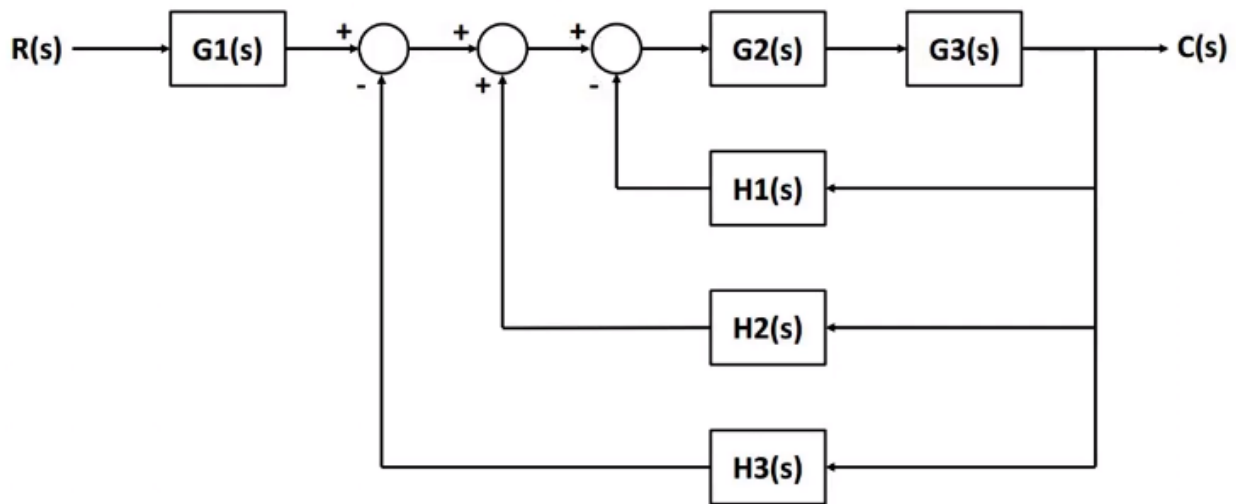 R(s) G1(s) + + + G2(s) G3(s) C(s)
- + -
H1(s)
H2(s)
H3(s)